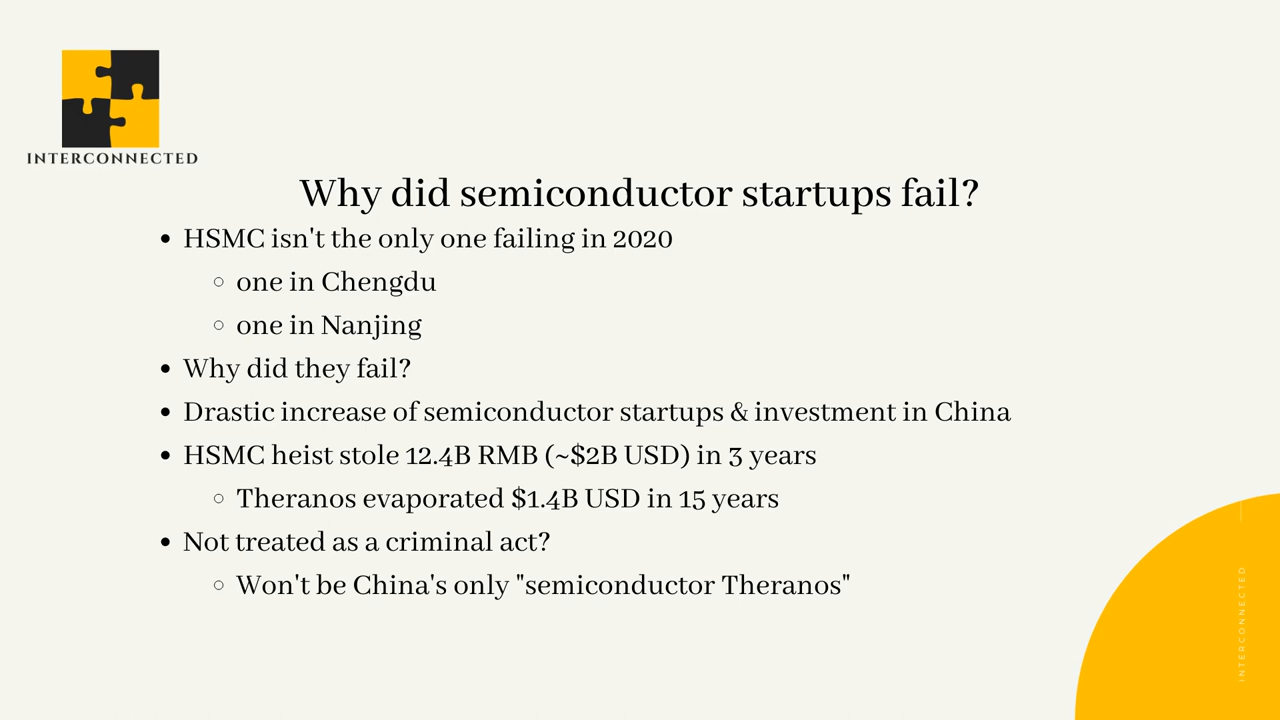 INTERCONNECTED
Why did semiconductor startups fail?
• HSMC isn't the only one failing in 2020
○ one in Chengdu
○ one in Nanjing
• Why did they fail?
• Drastic increase of semiconductor startups & investment in China
• HSMC heist stole 12.4B RMB (~$2B USD) in 3 years
○ Theranos evaporated $1.4B USD in 15 years
• Not treated as a criminal act?
○ Won't be China's only "semiconductor Theranos"
INTERCONNECTED